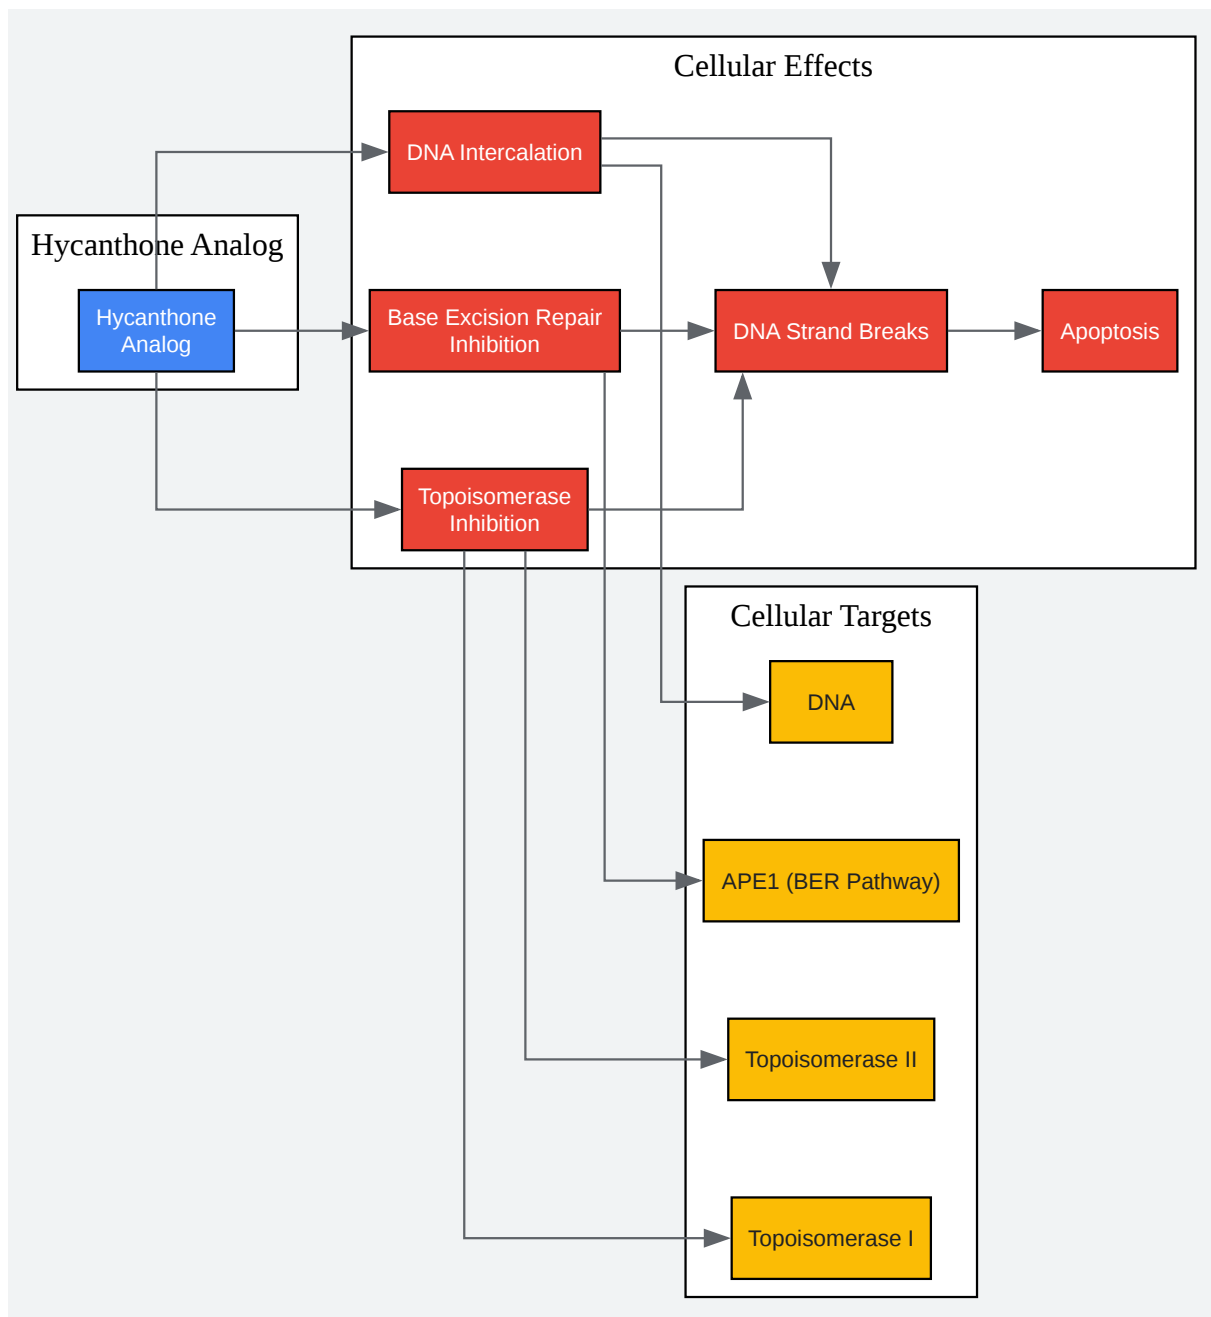 Cellular Effects
DNA Intercalation
Hycanthone Analog
Hycanthone
Analog
Base Excision Repair
Inhibition
DNA Strand Breaks
Apoptosis
Topoisomerase
Inhibition
Cellular Targets
DNA
APE1 (BER Pathway)
Topoisomerase II
Topoisomerase I